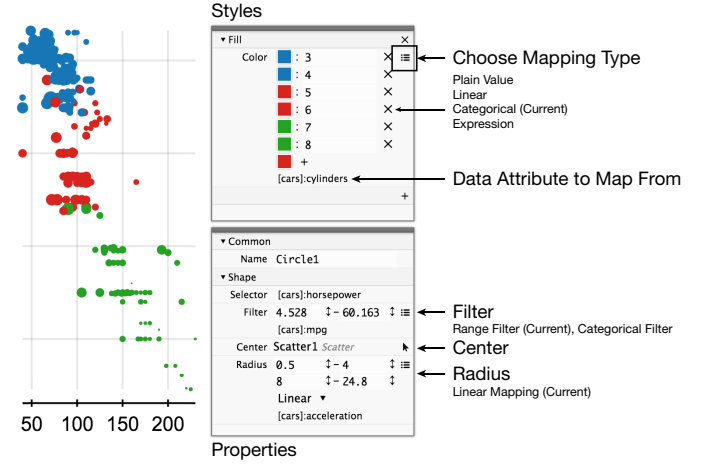 Styles
▾ Fill ×
Color 3 ×
: 4 ×
: 5 ×
: 6 ×
: 7 ×
: 8 ×
+
[cars]:cylinders
+
Choose Mapping Type
Plain Value
Linear
Categorical (Current)
Expression
Data Attribute to Map From
▾ Common
Name Circle1
▾ Shape
Selector [cars]:horsepower
Filter 4.528 – 60.163
[cars]:mpg
Center Scatter1 Scatter
Radius 0.5 – 4
8 – 24.8
Linear ▾
[cars]:acceleration
Filter
Range Filter (Current), Categorical Filter
Center
Radius
Linear Mapping (Current)
50 100 150 200
Properties